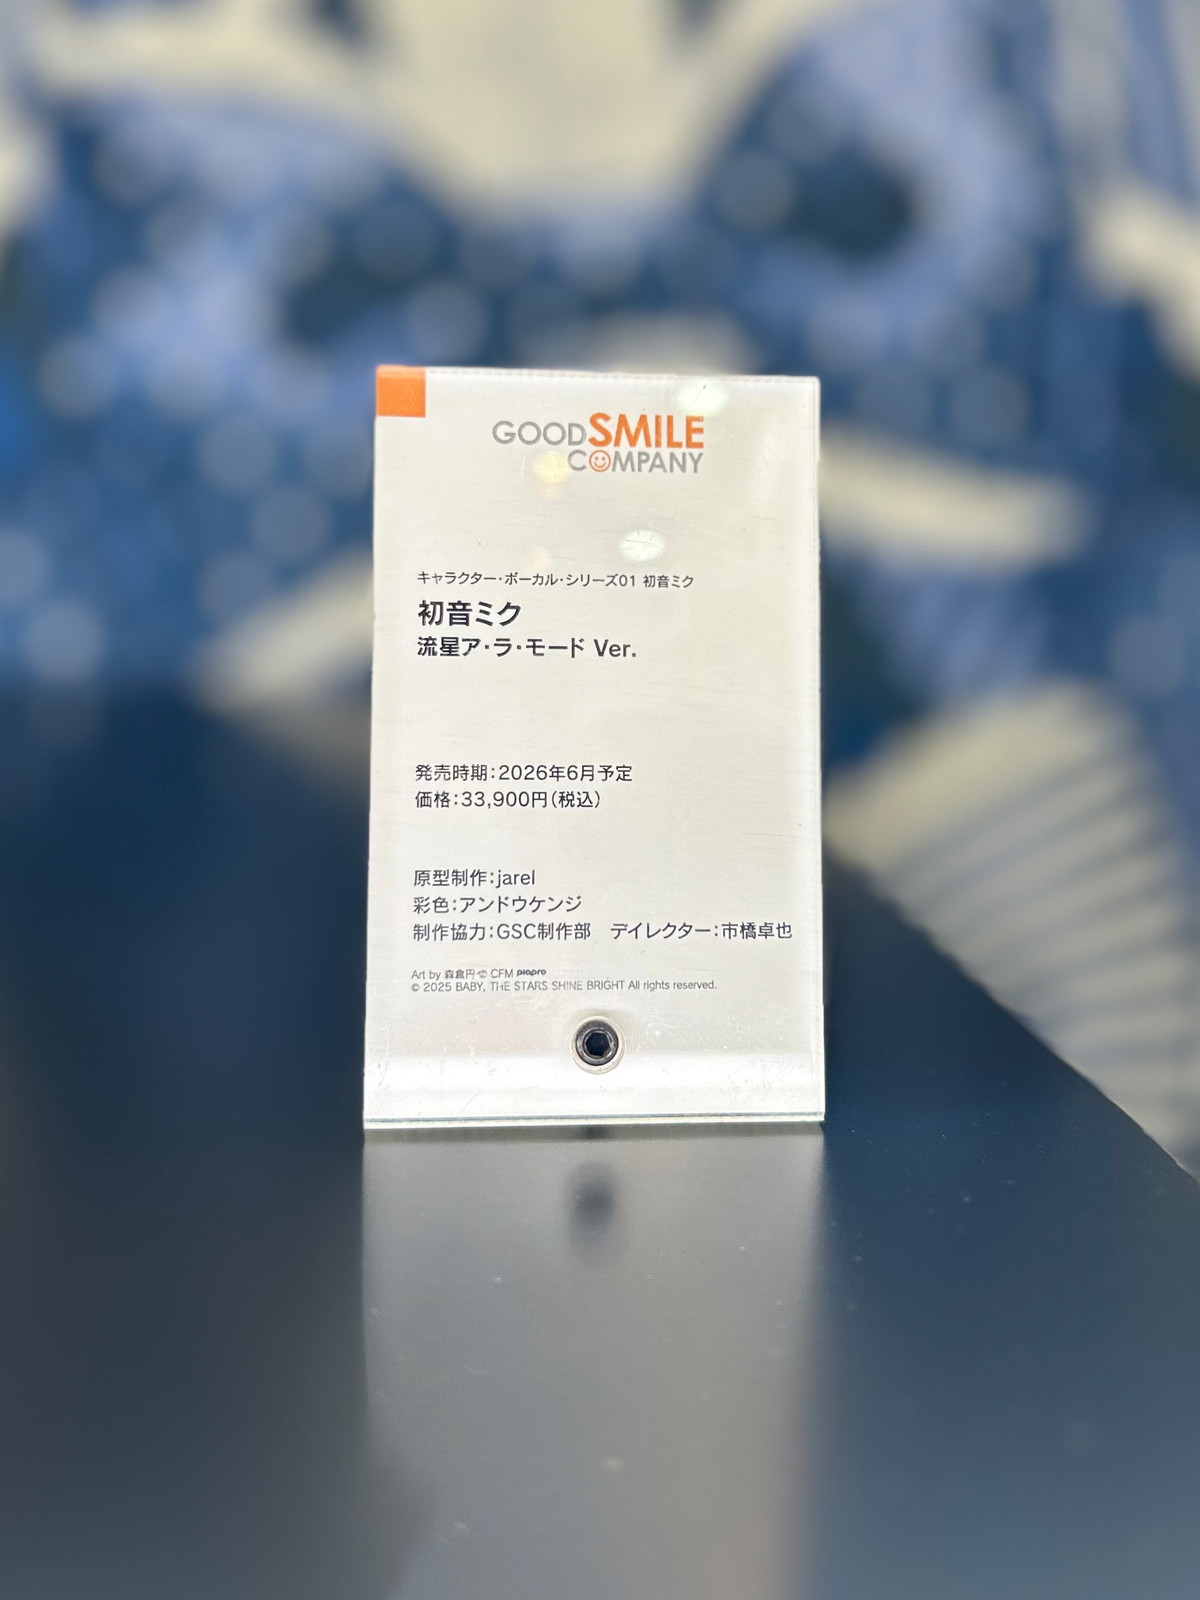 GOODSMILE
COMPANY
キャラクター・ボーカル・シリーズ01 初音ミク
初音ミク
流星ア・ラ・モード Ver.
発売時期：2026年6月予定
価格：33,900円（税込）
原型制作：jarel
彩色：アンドウケンジ
制作協力：GSC制作部　デイレクター：市橋卓也
Art by 森倉円 © CFM piapro
© 2025 BABY, THE STARS SHINE BRIGHT All rights reserved.